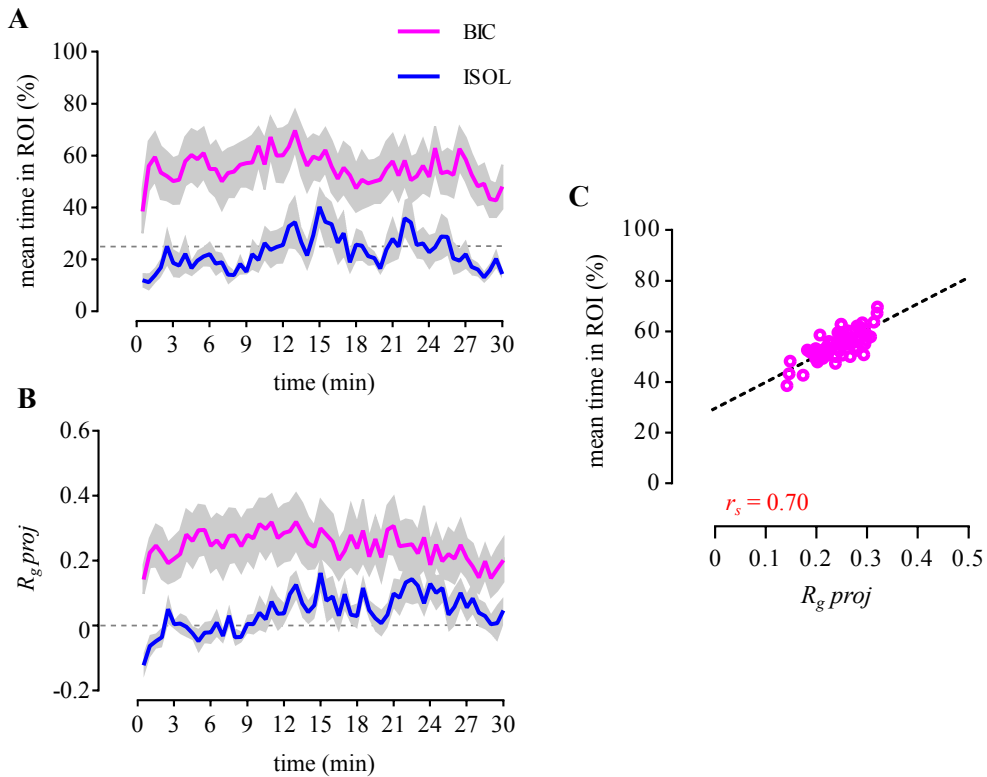 A
BIC
ISOL
100
80
60
40
20
0
mean time in ROI (%)
0 3 6 9 12 15 18 21 24 27 30
time (min)
B
0.6
0.4
0.2
0
-0.2
R_g proj
0 3 6 9 12 15 18 21 24 27 30
time (min)
C
100
80
60
40
20
0
mean time in ROI (%)
r_s = 0.70
0 0.1 0.2 0.3 0.4 0.5
R_g proj